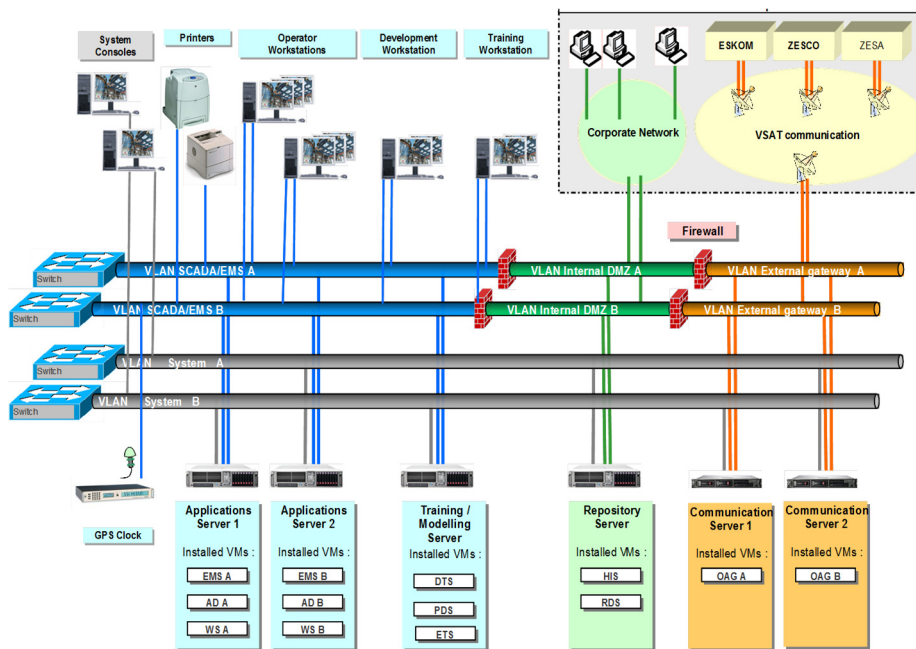 System
Consoles
Printers
Operator
Workstations
Development
Workstation
Training
Workstation
ESKOM
ZESCO
ZESA
Corporate Network
VSAT communication
Firewall
Switch
VLAN SCADA/EMS A
VLAN Internal DMZ A
VLAN External gateway A
Switch
VLAN SCADA/EMS B
VLAN Internal DMZ B
VLAN External gateway B
Switch
VLAN System A
Switch
VLAN System B
GPS Clock
Applications
Server 1
Installed VMs :
EMS A
AD A
WS A
Applications
Server 2
Installed VMs :
EMS B
AD B
WS B
Training /
Modelling
Server
Installed VMs :
DTS
PDS
ETS
Repository
Server
Installed VMs :
HIS
RDS
Communication
Server 1
Installed VMs :
OAG A
Communication
Server 2
Installed VMs :
OAG B